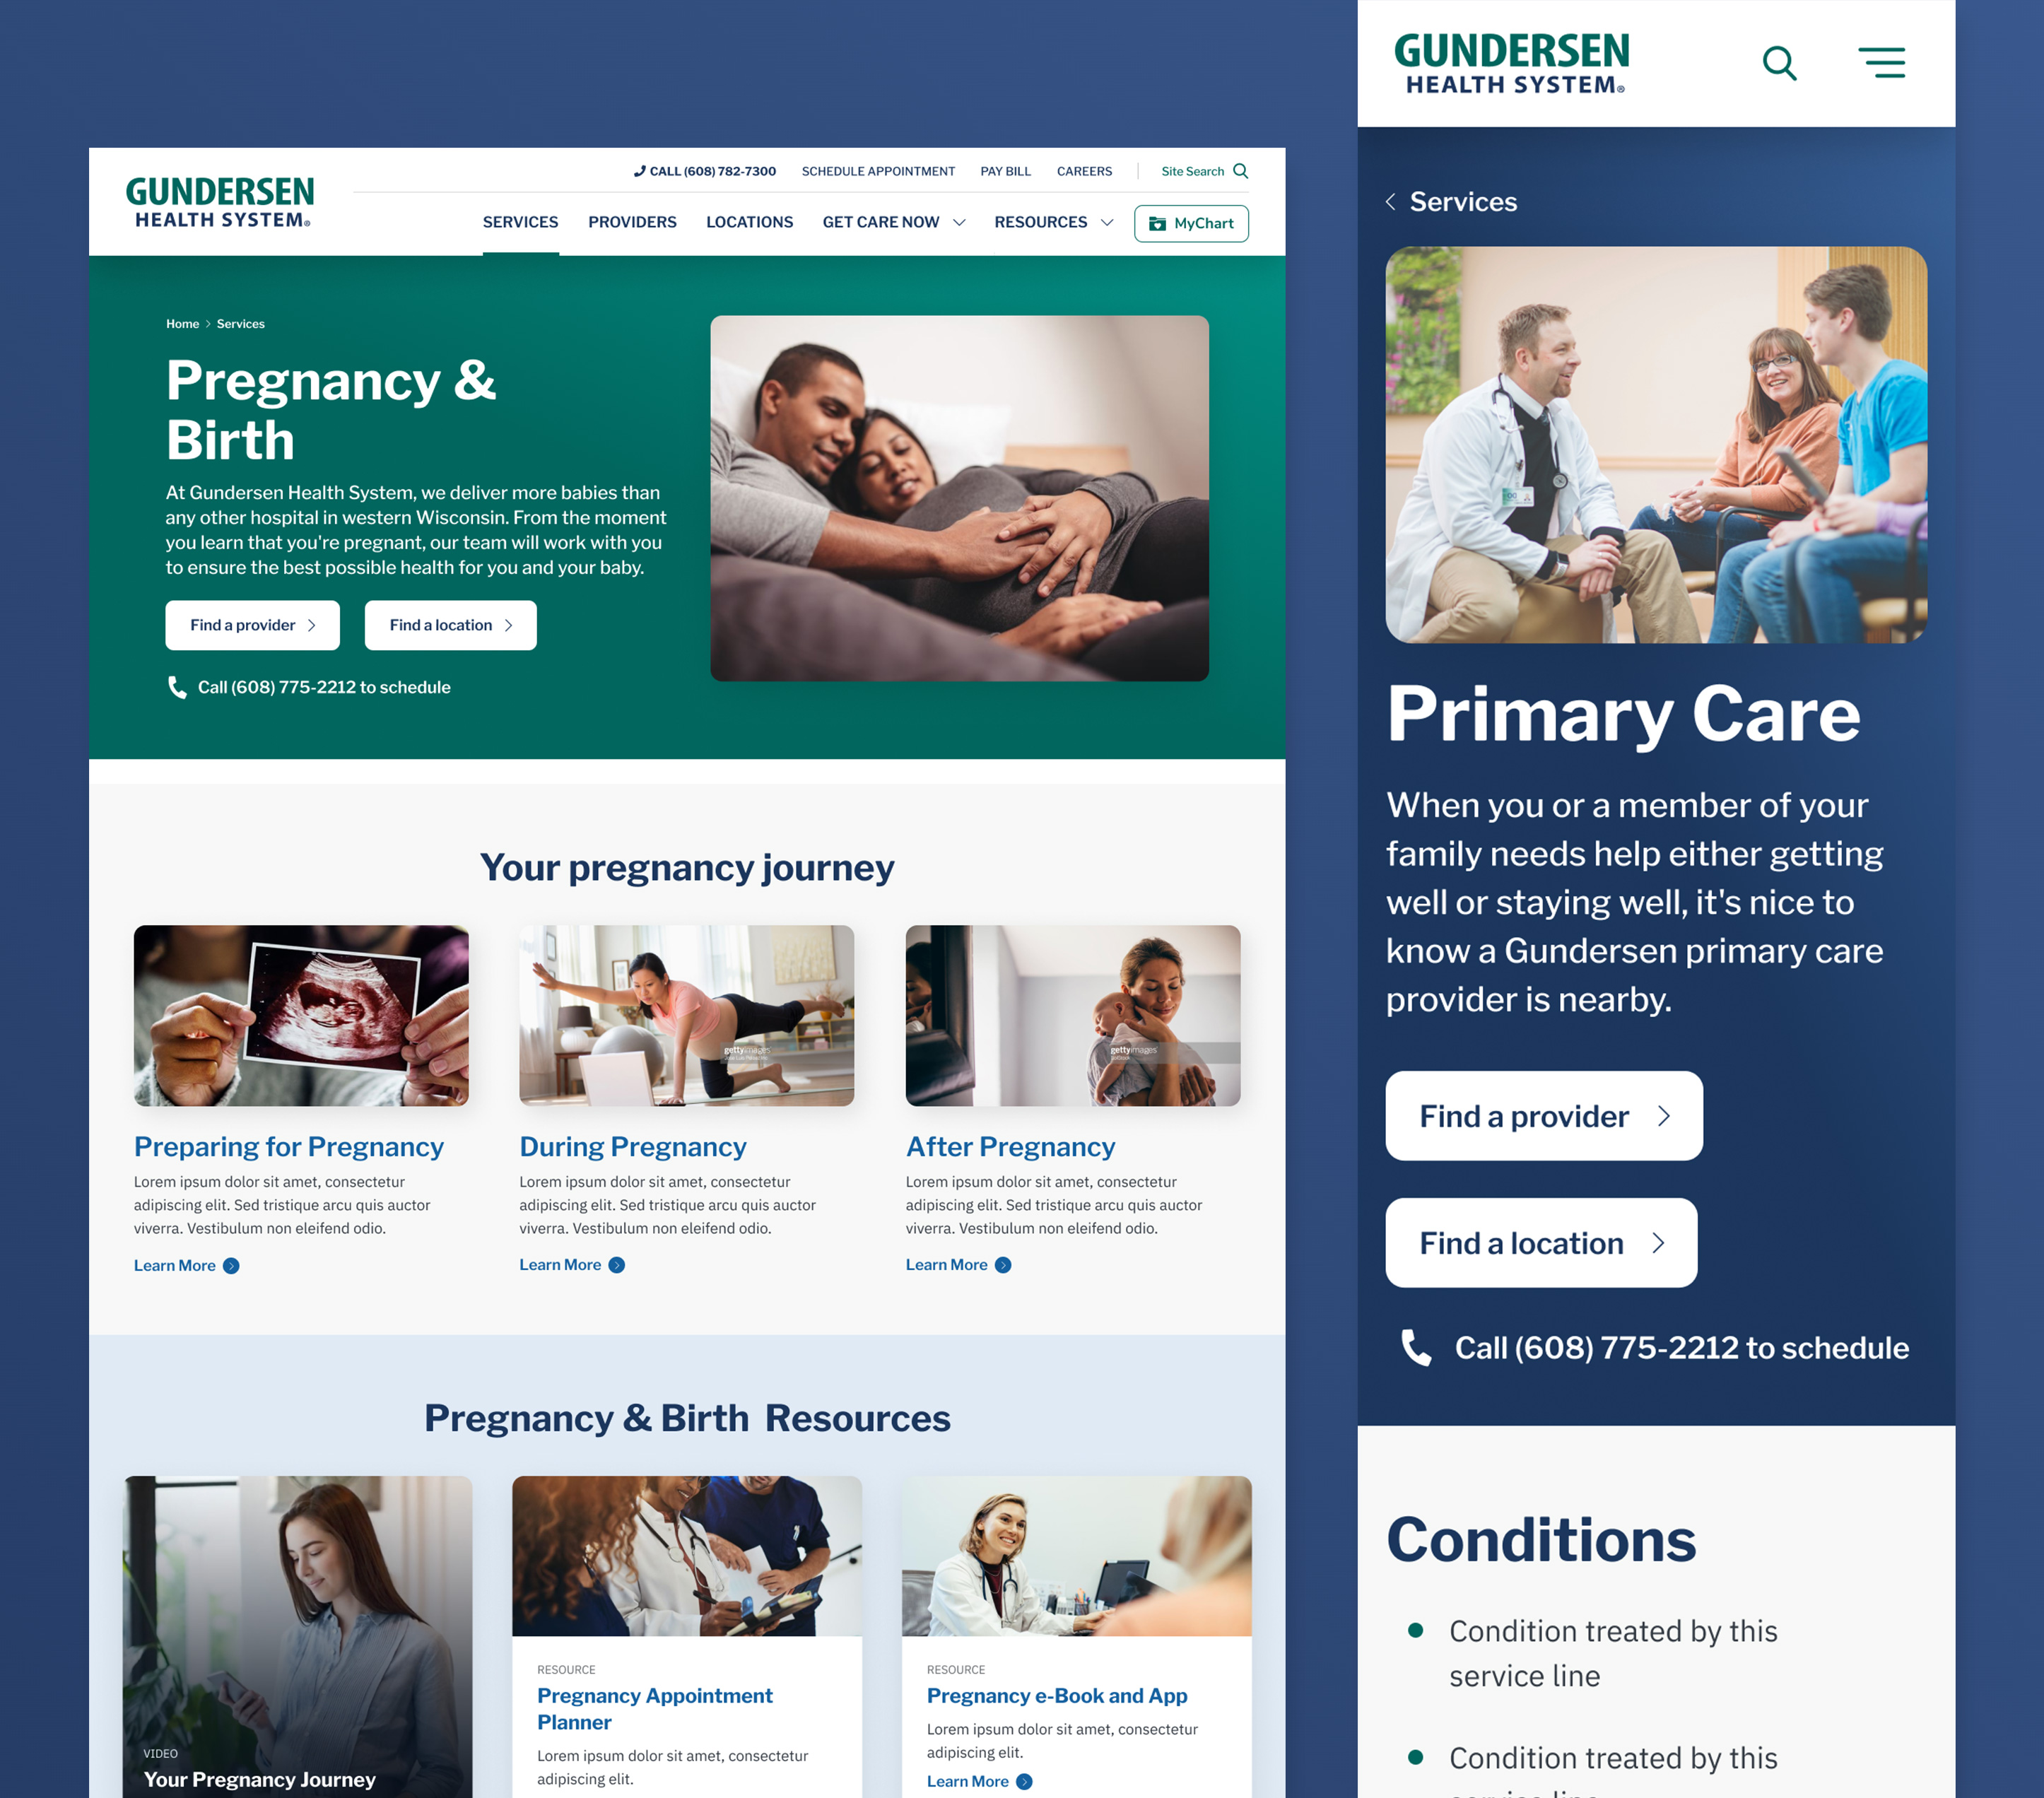 GUNDERSEN
HEALTH SYSTEM®
CALL (608) 782-7300
SCHEDULE APPOINTMENT
PAY BILL
CAREERS
Site Search
SERVICES
PROVIDERS
LOCATIONS
GET CARE NOW
RESOURCES
MyChart
Home > Services
Pregnancy &
Birth
At Gundersen Health System, we deliver more babies than
any other hospital in western Wisconsin. From the moment
you learn that you're pregnant, our team will work with you
to ensure the best possible health for you and your baby.
Find a provider
Find a location
Call (608) 775-2212 to schedule
Your pregnancy journey
gettyimages
gettyimages
Preparing for Pregnancy
Lorem ipsum dolor sit amet, consectetur
adipiscing elit. Sed tristique arcu quis auctor
viverra. Vestibulum non eleifend odio.
Learn More
During Pregnancy
Lorem ipsum dolor sit amet, consectetur
adipiscing elit. Sed tristique arcu quis auctor
viverra. Vestibulum non eleifend odio.
Learn More
After Pregnancy
Lorem ipsum dolor sit amet, consectetur
adipiscing elit. Sed tristique arcu quis auctor
viverra. Vestibulum non eleifend odio.
Learn More
Pregnancy & Birth Resources
VIDEO
Your Pregnancy Journey
RESOURCE
Pregnancy Appointment
Planner
Lorem ipsum dolor sit amet, consectetur
adipiscing elit.
RESOURCE
Pregnancy e-Book and App
Lorem ipsum dolor sit amet, consectetur
adipiscing elit.
Learn More
GUNDERSEN
HEALTH SYSTEM®
Services
Primary Care
When you or a member of your
family needs help either getting
well or staying well, it's nice to
know a Gundersen primary care
provider is nearby.
Find a provider
Find a location
Call (608) 775-2212 to schedule
Conditions
Condition treated by this
service line
Condition treated by this